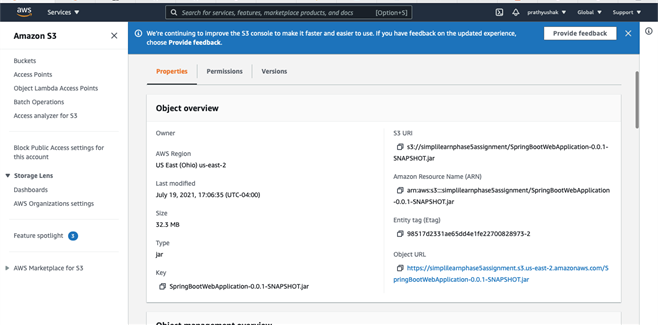 aws
Services
Search for services, features, marketplace products, and docs [Option+S]
prathyushak
Global
Support
Amazon S3
Buckets
Access Points
Object Lambda Access Points
Batch Operations
Access analyzer for S3
Block Public Access settings for
this account
Storage Lens
Dashboards
AWS Organizations settings
Feature spotlight 3
AWS Marketplace for S3
We're continuing to improve the S3 console to make it faster and easier to use. If you have feedback on the updated experience,
choose Provide feedback.
Provide feedback
Properties Permissions Versions
Object overview
Owner
AWS Region
US East (Ohio) us-east-2
Last modified
July 19, 2021, 17:06:35 (UTC-04:00)
Size
32.3 MB
Type
jar
Key
SpringBootWebApplication-0.0.1-SNAPSHOT.jar
S3 URI
s3://simplilearnphase5assignment/SpringBootWebApplication-0.0.1-
SNAPSHOT.jar
Amazon Resource Name (ARN)
arn:aws:s3:::simplilearnphase5assignment/SpringBootWebApplication
-0.0.1-SNAPSHOT.jar
Entity tag (Etag)
98517d2331ae65dd4e1fe22700828973-2
Object URL
https://simplilearnphase5assignment.s3.us-east-2.amazonaws.com/S
pringBootWebApplication-0.0.1-SNAPSHOT.jar
Object management overview